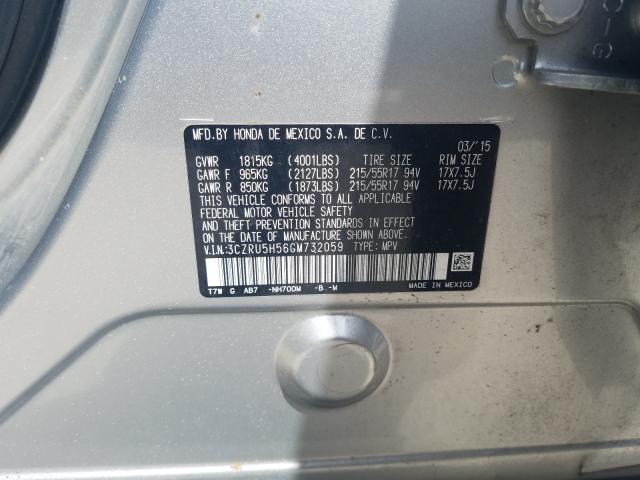 MFD.BY HONDA DE MEXICO S.A. DE C.V.
03/'15
GVWR 1815KG (4001LBS) TIRE SIZE RIM SIZE
GAWR F 965KG (2127LBS) 215/55R17 94V 17X7.5J
GAWR R 850KG (1873LBS) 215/55R17 94V 17X7.5J
THIS VEHICLE CONFORMS TO ALL APPLICABLE
FEDERAL MOTOR VEHICLE SAFETY
AND THEFT PREVENTION STANDARDS IN EFFECT ON
THE DATE OF MANUFACTURE SHOWN ABOVE.
V.I.N:3CZRU5H56GM732059 TYPE: MPV
T7W G AB7 -NH700M -B -M MADE IN MEXICO
CIG